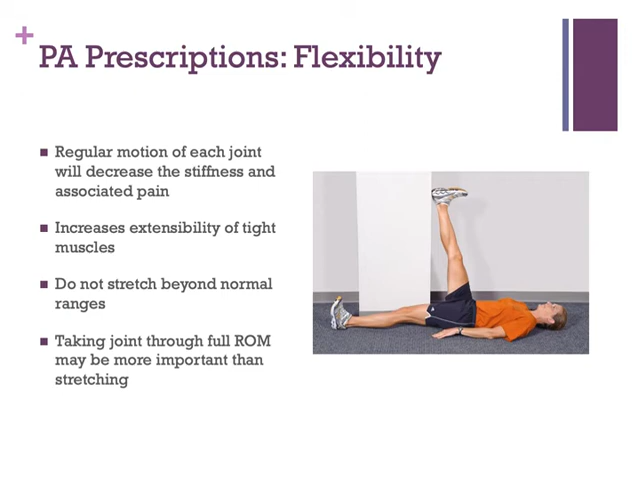 +
PA Prescriptions: Flexibility
Regular motion of each joint
will decrease the stiffness and
associated pain
Increases extensibility of tight
muscles
Do not stretch beyond normal
ranges
Taking joint through full ROM
may be more important than
stretching